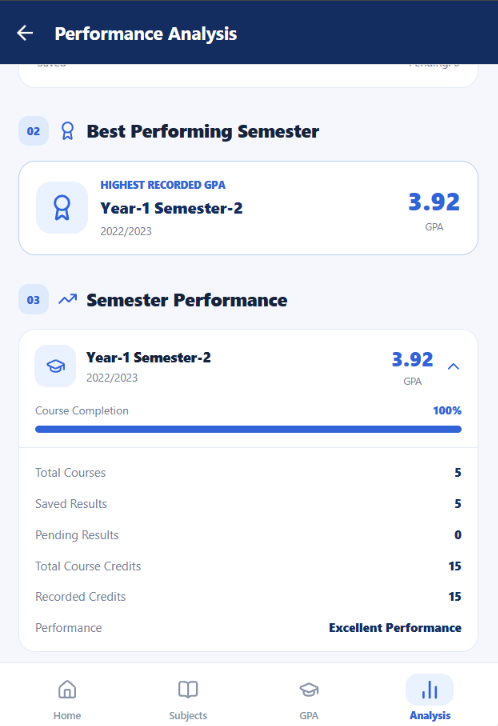 Performance Analysis
02 Best Performing Semester
HIGHEST RECORDED GPA
Year-1 Semester-2
2022/2023
3.92
GPA
03 Semester Performance
Year-1 Semester-2
2022/2023
3.92
GPA
Course Completion 100%
Total Courses 5
Saved Results 5
Pending Results 0
Total Course Credits 15
Recorded Credits 15
Performance Excellent Performance
Home Subjects GPA Analysis